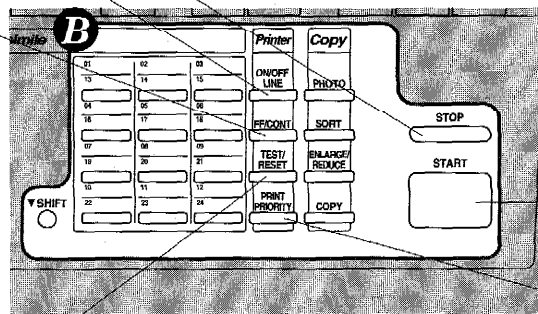 B
Printer
Copy
01 02 03
13 14 15
ON/OFF
LINE
PHOTO
04 05 06
16 17 18
FF/CONT
SORT
STOP
07 08 09
19 20 21
TEST/
RESET
ENLARGE/
REDUCE
START
10 11 12
22 23 24
▼SHIFT
PRINT
PRIORITY
COPY